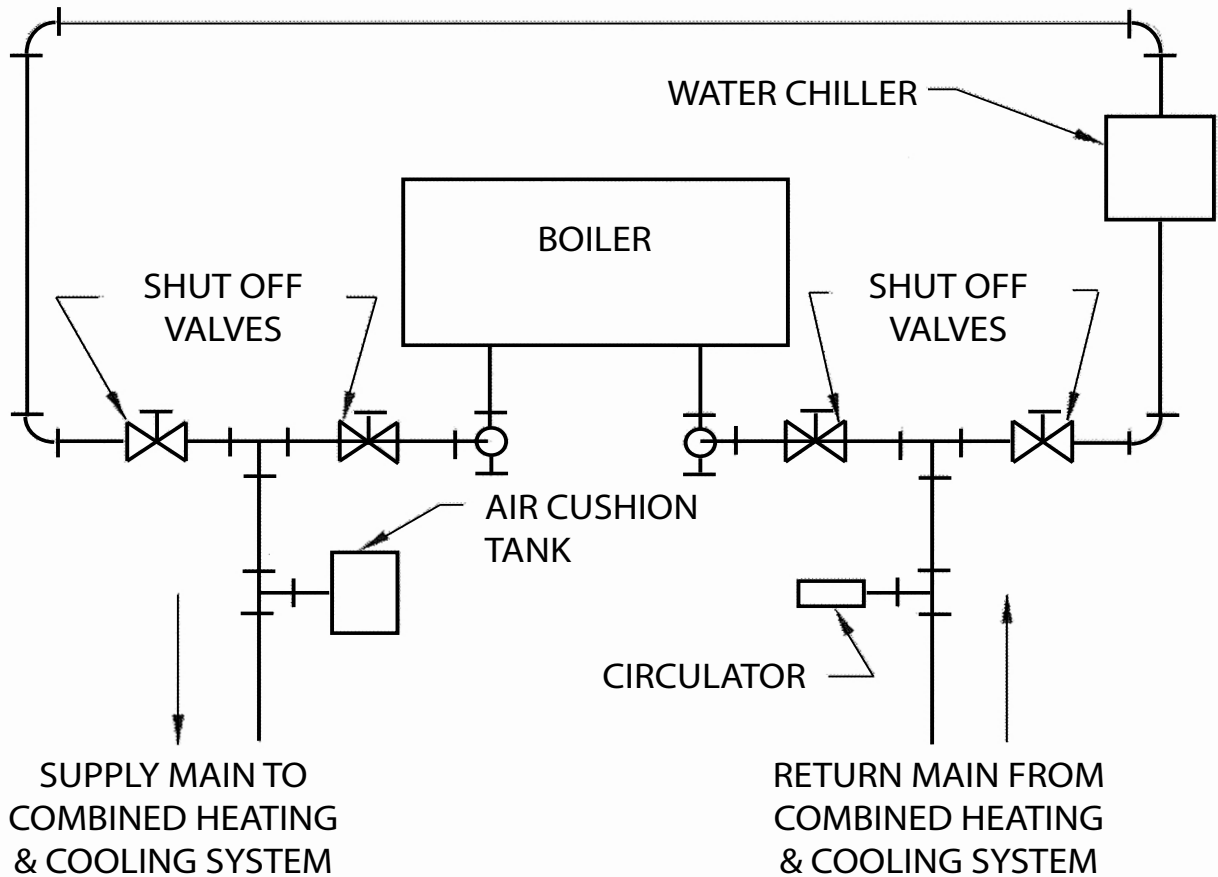 WATER CHILLER
BOILER
SHUT OFF
VALVES
SHUT OFF
VALVES
AIR CUSHION
TANK
CIRCULATOR
SUPPLY MAIN TO
COMBINED HEATING
& COOLING SYSTEM
RETURN MAIN FROM
COMBINED HEATING
& COOLING SYSTEM